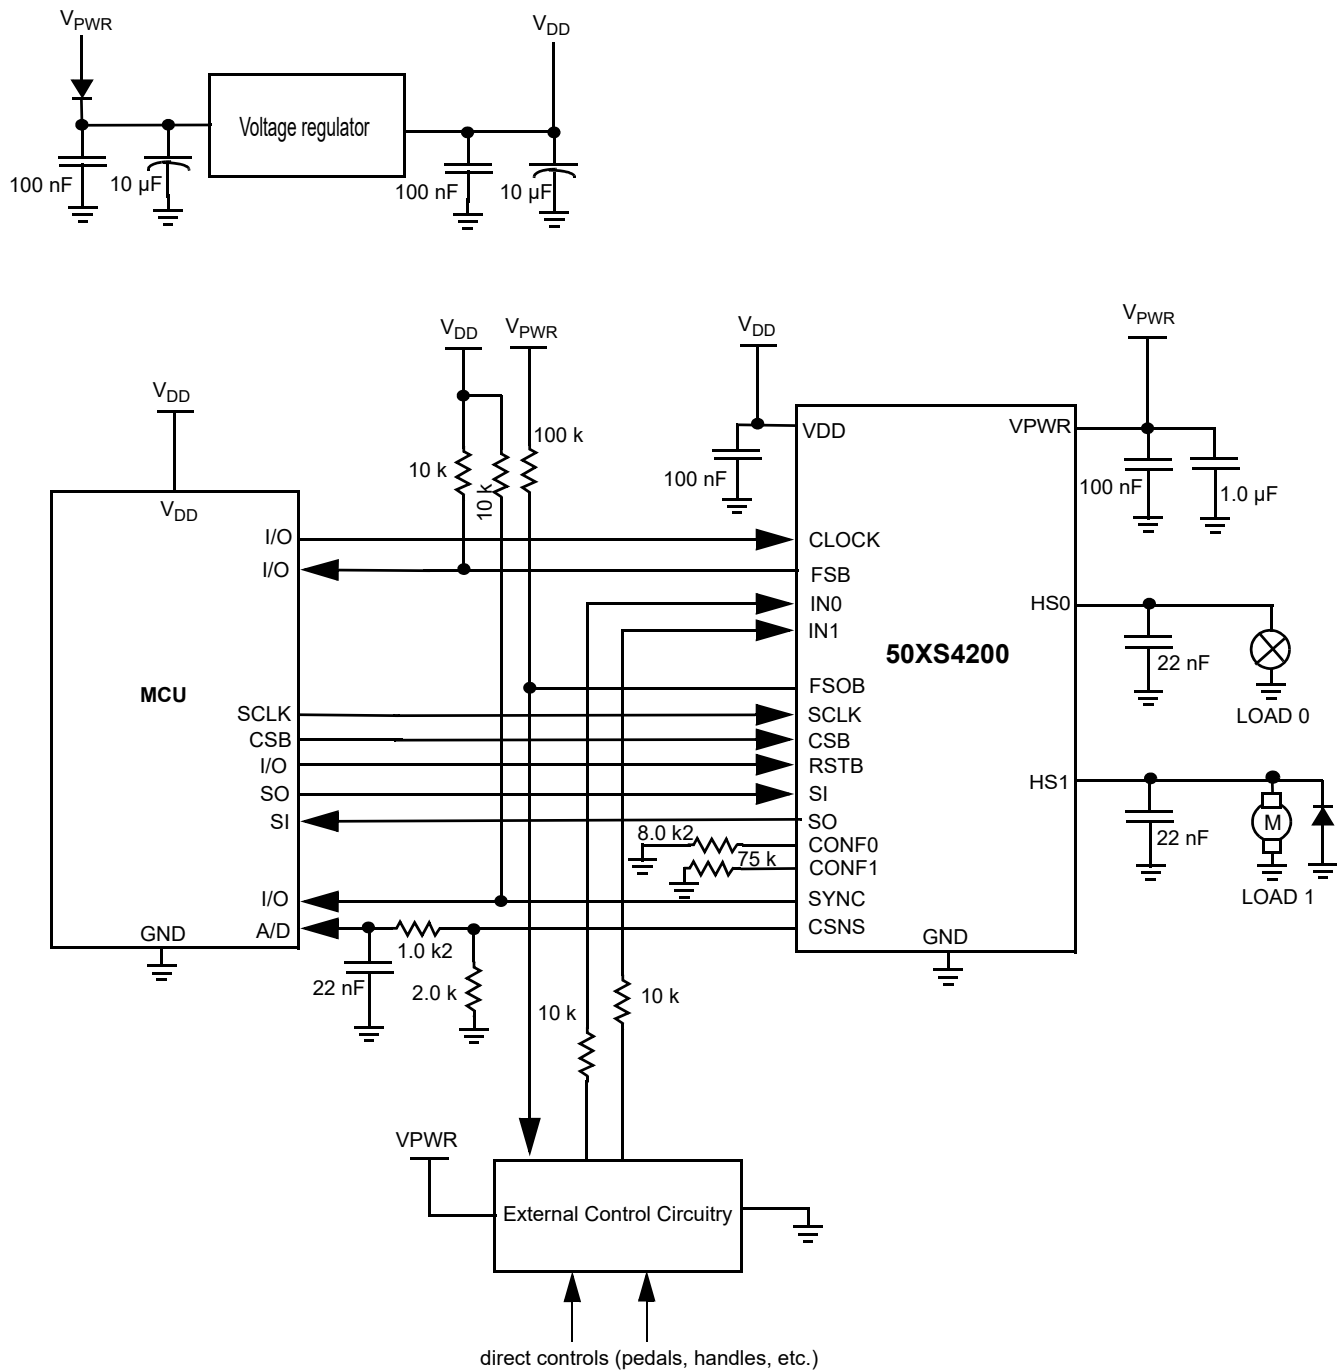 VPWR
VDD
Voltage regulator
100 nF
10 µF
100 nF
10 µF
VDD
VPWR
VDD
VPWR
VDD
100 k
10 k
10 k
VDD
VPWR
100 nF
100 nF
1.0 µF
VDD
I/O
CLOCK
I/O
FSB
IN0
HS0
IN1
50XS4200
22 nF
MCU
FSOB
SCLK
SCLK
LOAD 0
CSB
CSB
I/O
RSTB
HS1
SO
SI
SI
SO
22 nF
M
8.0 k2
CONF0
75 k
CONF1
LOAD 1
I/O
SYNC
GND
A/D
CSNS
GND
1.0 k2
22 nF
2.0 k
10 k
10 k
VPWR
External Control Circuitry
direct controls (pedals, handles, etc.)